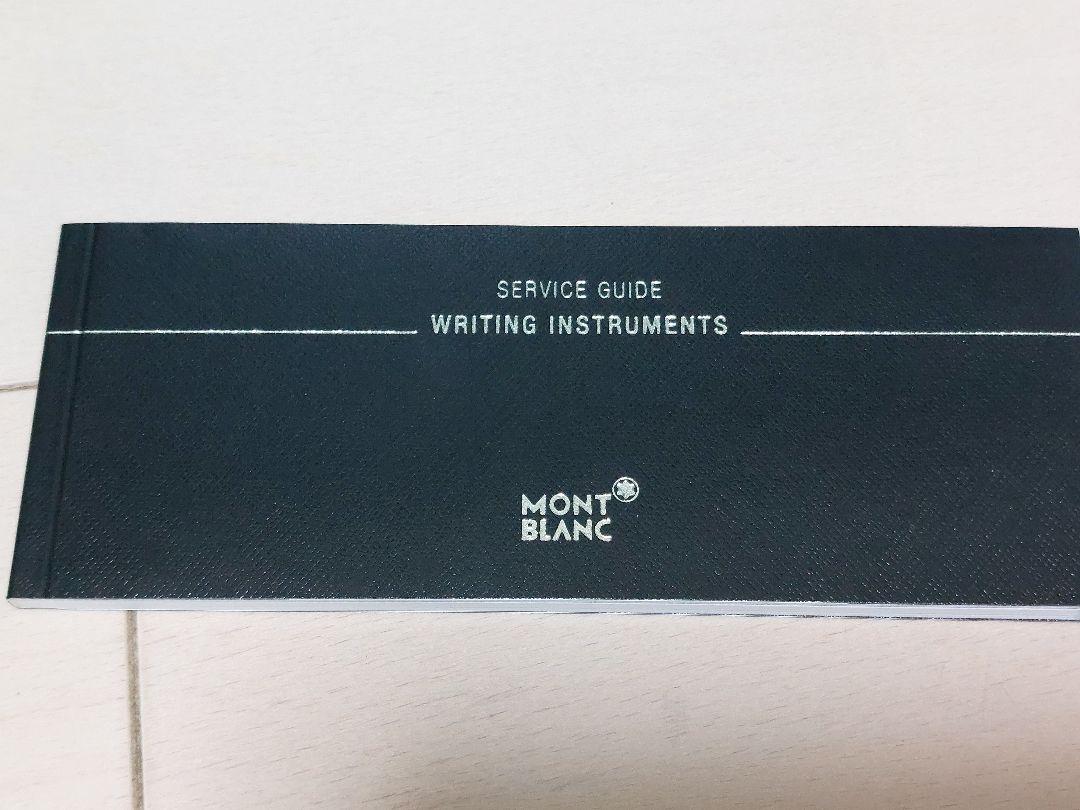 SERVICE GUIDE
WRITING INSTRUMENTS
MONT
BLANC